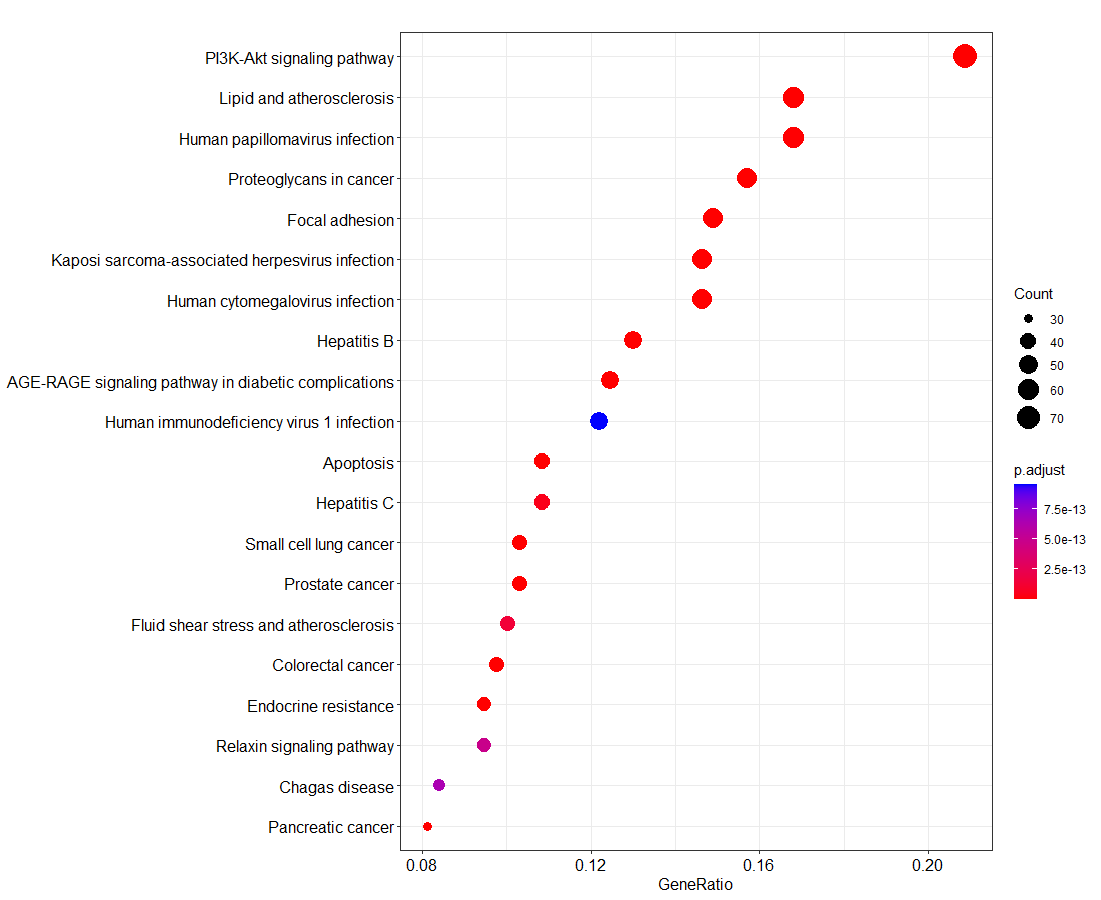 PI3K-Akt signaling pathway
Lipid and atherosclerosis
Human papillomavirus infection
Proteoglycans in cancer
Focal adhesion
Kaposi sarcoma-associated herpesvirus infection
Human cytomegalovirus infection
Hepatitis B
AGE-RAGE signaling pathway in diabetic complications
Human immunodeficiency virus 1 infection
Apoptosis
Hepatitis C
Small cell lung cancer
Prostate cancer
Fluid shear stress and atherosclerosis
Colorectal cancer
Endocrine resistance
Relaxin signaling pathway
Chagas disease
Pancreatic cancer
0.08 0.12 0.16 0.20
GeneRatio
Count
30
40
50
60
70
p.adjust
7.5e-13
5.0e-13
2.5e-13